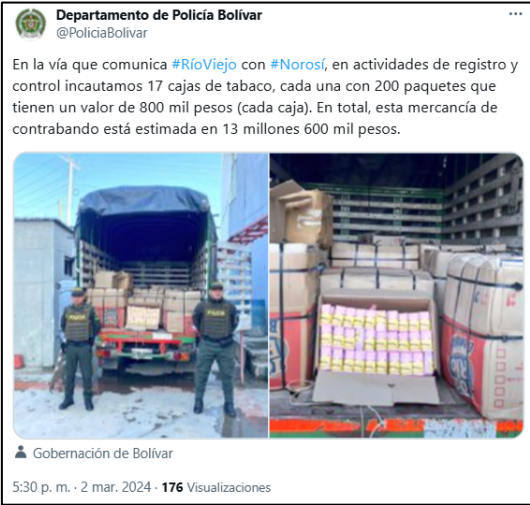 Departamento de Policía Bolívar
@PoliciaBolivar
...
En la vía que comunica #RíoViejo con #Norosí, en actividades de registro y
control incautamos 17 cajas de tabaco, cada una con 200 paquetes que
tienen un valor de 800 mil pesos (cada caja). En total, esta mercancía de
contrabando está estimada en 13 millones 600 mil pesos.
POLICIA
POLICIA
Gobernación de Bolívar
5:30 p. m. · 2 mar. 2024 · 176 Visualizaciones